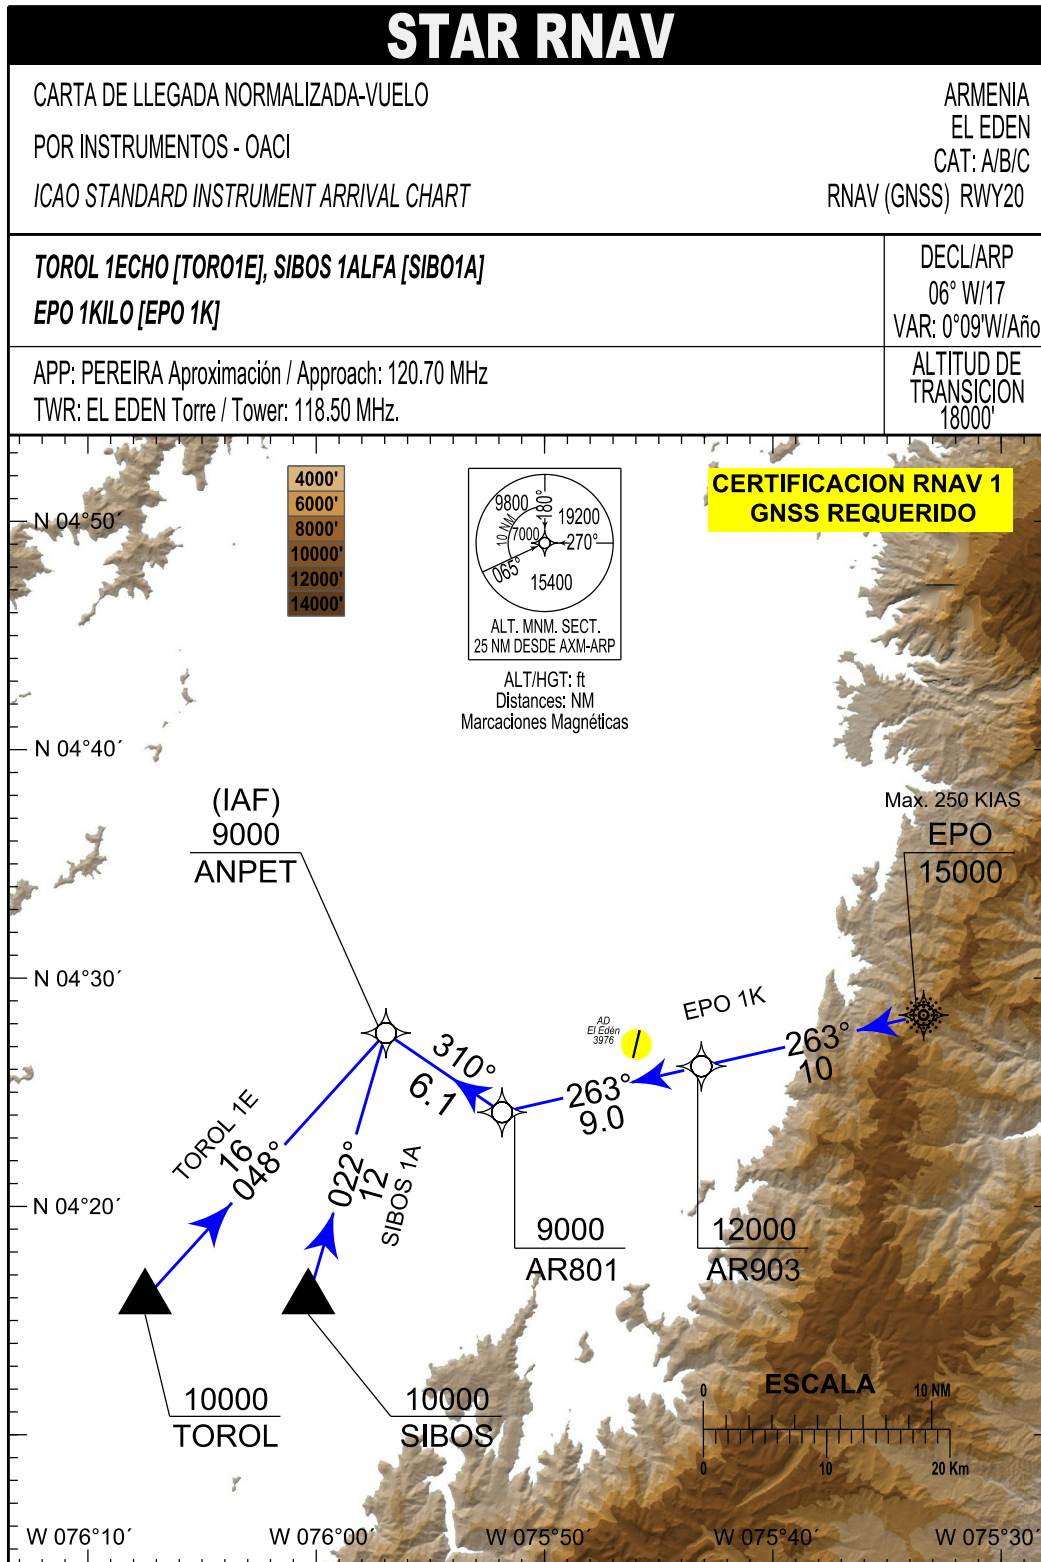 STAR RNAV
CARTA DE LLEGADA NORMALIZADA-VUELO
POR INSTRUMENTOS - OACI
ICAO STANDARD INSTRUMENT ARRIVAL CHART
ARMENIA
EL EDEN
CAT: A/B/C
RNAV (GNSS) RWY20
TOROL 1ECHO [TORO1E], SIBOS 1ALFA [SIBO1A]
EPO 1KILO [EPO 1K]
DECL/ARP
06° W/17
VAR: 0°09'W/Año
APP: PEREIRA Aproximación / Approach: 120.70 MHz
TWR: EL EDEN Torre / Tower: 118.50 MHz.
ALTITUD DE
TRANSICION
18000'
4000'
6000'
8000'
10000'
12000'
14000'
9800
180°
19200
10 NM
7000
270°
065°
15400
ALT. MNM. SECT.
25 NM DESDE AXM-ARP
ALT/HGT: ft
Distances: NM
Marcaciones Magnéticas
CERTIFICACION RNAV 1
GNSS REQUERIDO
N 04°50´
N 04°40´
(IAF)
9000
ANPET
Max. 250 KIAS
EPO
15000
N 04°30´
EPO 1K
AD
El Edén
3976
263°
10
310°
6.1
263°
9.0
TOROL 1E
16
048°
022°
12
SIBOS 1A
N 04°20´
9000
AR801
12000
AR903
10000
TOROL
10000
SIBOS
ESCALA
0
10 NM
0
10
20 Km
W 076°10´
W 076°00´
W 075°50´
W 075°40´
W 075°30´